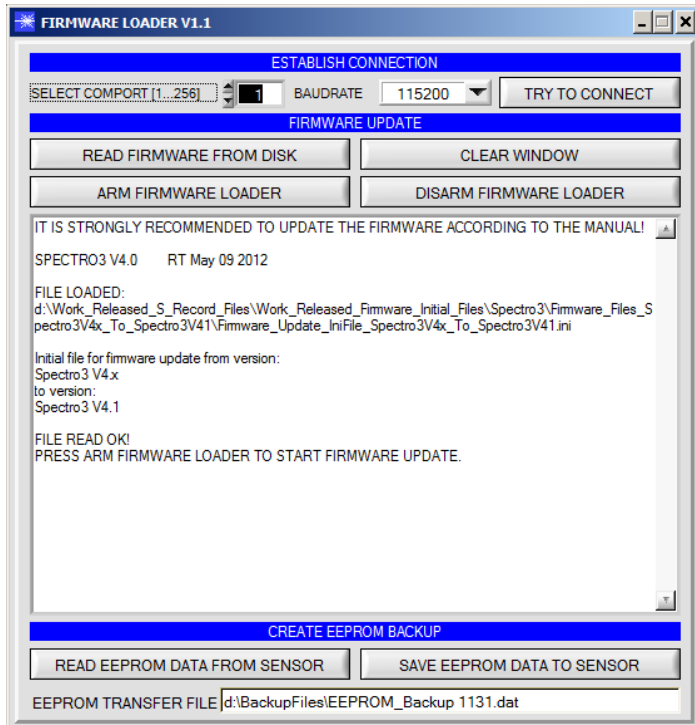 FIRMWARE LOADER V1.1
ESTABLISH CONNECTION
SELECT COMPORT [1...256] 1 BAUDRATE 115200 TRY TO CONNECT
FIRMWARE UPDATE
READ FIRMWARE FROM DISK CLEAR WINDOW
ARM FIRMWARE LOADER DISARM FIRMWARE LOADER
IT IS STRONGLY RECOMMENDED TO UPDATE THE FIRMWARE ACCORDING TO THE MANUAL!
SPECTRO3 V4.0 RT May 09 2012
FILE LOADED:
d:\Work_Released_S_Record_Files\Work_Released_Firmware_Initial_Files\Spectro3\Firmware_Files_S
pectro3V4x_To_Spectro3V41\Firmware_Update_IniFile_Spectro3V4x_To_Spectro3V41.ini
Initial file for firmware update from version:
Spectro3 V4.x
to version:
Spectro3 V4.1
FILE READ OK!
PRESS ARM FIRMWARE LOADER TO START FIRMWARE UPDATE.
CREATE EEPROM BACKUP
READ EEPROM DATA FROM SENSOR SAVE EEPROM DATA TO SENSOR
EEPROM TRANSFER FILE d:\BackupFiles\EEPROM_Backup 1131.dat